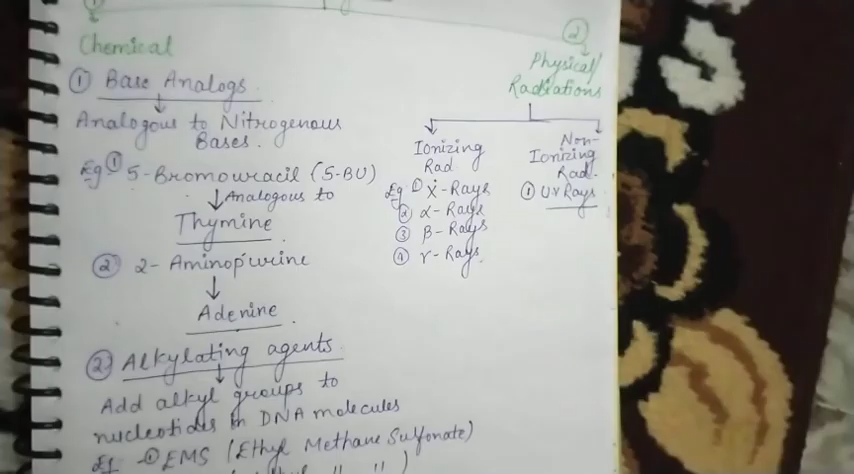 ①
Chemical
① Base Analogs
Analogous to Nitrogenous
Bases.
Eg ① 5-Bromouracil (5-BU)
Analogous to
Thymine
② 2-Aminopurine
Adenine
② Alkylating agents
Add alkyl groups to
nucleotides in DNA molecules
Eg ① EMS (Ethyl Methane Sulfonate)
②
Physical/
Radiations
Ionizing
Rad.
Eg ① X-Rays
② α-Rays
③ β-Rays
④ γ-Rays.
Non-
Ionizing
Rad.
① UV Rays